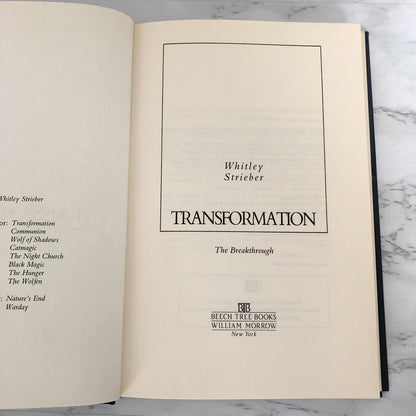 Whitley Strieber
or: Transformation
Communion
Wolf of Shadows
Catmagic
The Night Church
Black Magic
The Hunger
The Wolfen
: Nature's End
Warday
Whitley
Strieber
TRANSFORMATION
The Breakthrough
BTB
BEECH TREE BOOKS
WILLIAM MORROW
New York